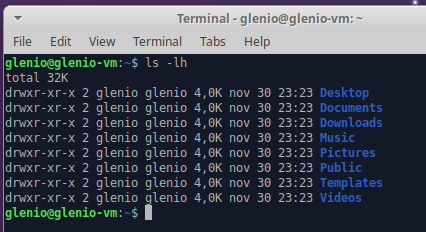 Terminal - glenio@glenio-vm: ~
File Edit View Terminal Tabs Help
glenio@glenio-vm:~$ ls -lh
total 32K
drwxr-xr-x 2 glenio glenio 4,0K nov 30 23:23 Desktop
drwxr-xr-x 2 glenio glenio 4,0K nov 30 23:23 Documents
drwxr-xr-x 2 glenio glenio 4,0K nov 30 23:23 Downloads
drwxr-xr-x 2 glenio glenio 4,0K nov 30 23:23 Music
drwxr-xr-x 2 glenio glenio 4,0K nov 30 23:23 Pictures
drwxr-xr-x 2 glenio glenio 4,0K nov 30 23:23 Public
drwxr-xr-x 2 glenio glenio 4,0K nov 30 23:23 Templates
drwxr-xr-x 2 glenio glenio 4,0K nov 30 23:23 Videos
glenio@glenio-vm:~$